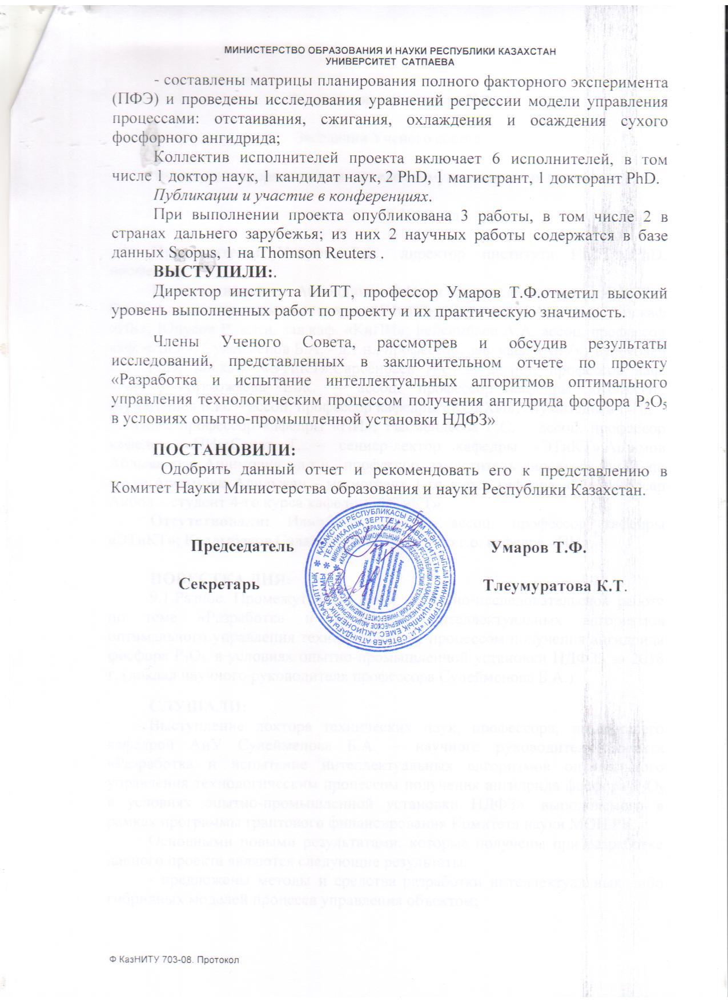 МИНИСТЕРСТВО ОБРАЗОВАНИЯ И НАУКИ РЕСПУБЛИКИ КАЗАХСТАН
УНИВЕРСИТЕТ САТПАЕВА
- составлены матрицы планирования полного факторного эксперимента
(ПФЭ) и проведены исследования уравнений регрессии модели управления
процессами: отстаивания, сжигания, охлаждения и осаждения сухого
фосфорного ангидрида;
Коллектив исполнителей проекта включает 6 исполнителей, в том
числе 1 доктор наук, 1 кандидат наук, 2 PhD, 1 магистрант, 1 докторант PhD.
Публикации и участие в конференциях.
При выполнении проекта опубликована 3 работы, в том числе 2 в
странах дальнего зарубежья; из них 2 научных работы содержатся в базе
данных Scopus, 1 на Thomson Reuters .
ВЫСТУПИЛИ:.
Директор института ИиТТ, профессор Умаров Т.Ф.отметил высокий
уровень выполненных работ по проекту и их практическую значимость.
Члены Ученого Совета, рассмотрев и обсудив результаты
исследований, представленных в заключительном отчете по проекту
«Разработка и испытание интеллектуальных алгоритмов оптимального
управления технологическим процессом получения ангидрида фосфора P₂O₅
в условиях опытно-промышленной установки НДФЗ»
ПОСТАНОВИЛИ:
Одобрить данный отчет и рекомендовать его к представлению в
Комитет Науки Министерства образования и науки Республики Казахстан.
Председатель Умаров Т.Ф.
Секретарь Тлеумуратова К.Т.
Ф КазНИТУ 703-08. Протокол